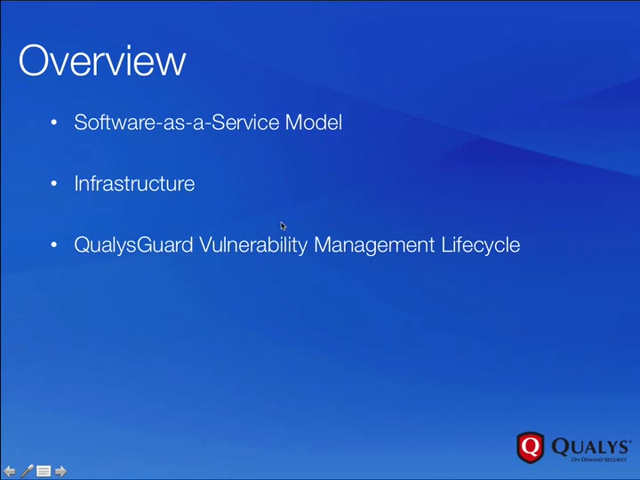 Overview
• Software-as-a-Service Model
• Infrastructure
• QualysGuard Vulnerability Management Lifecycle
QUALYS®
ON DEMAND SECURITY